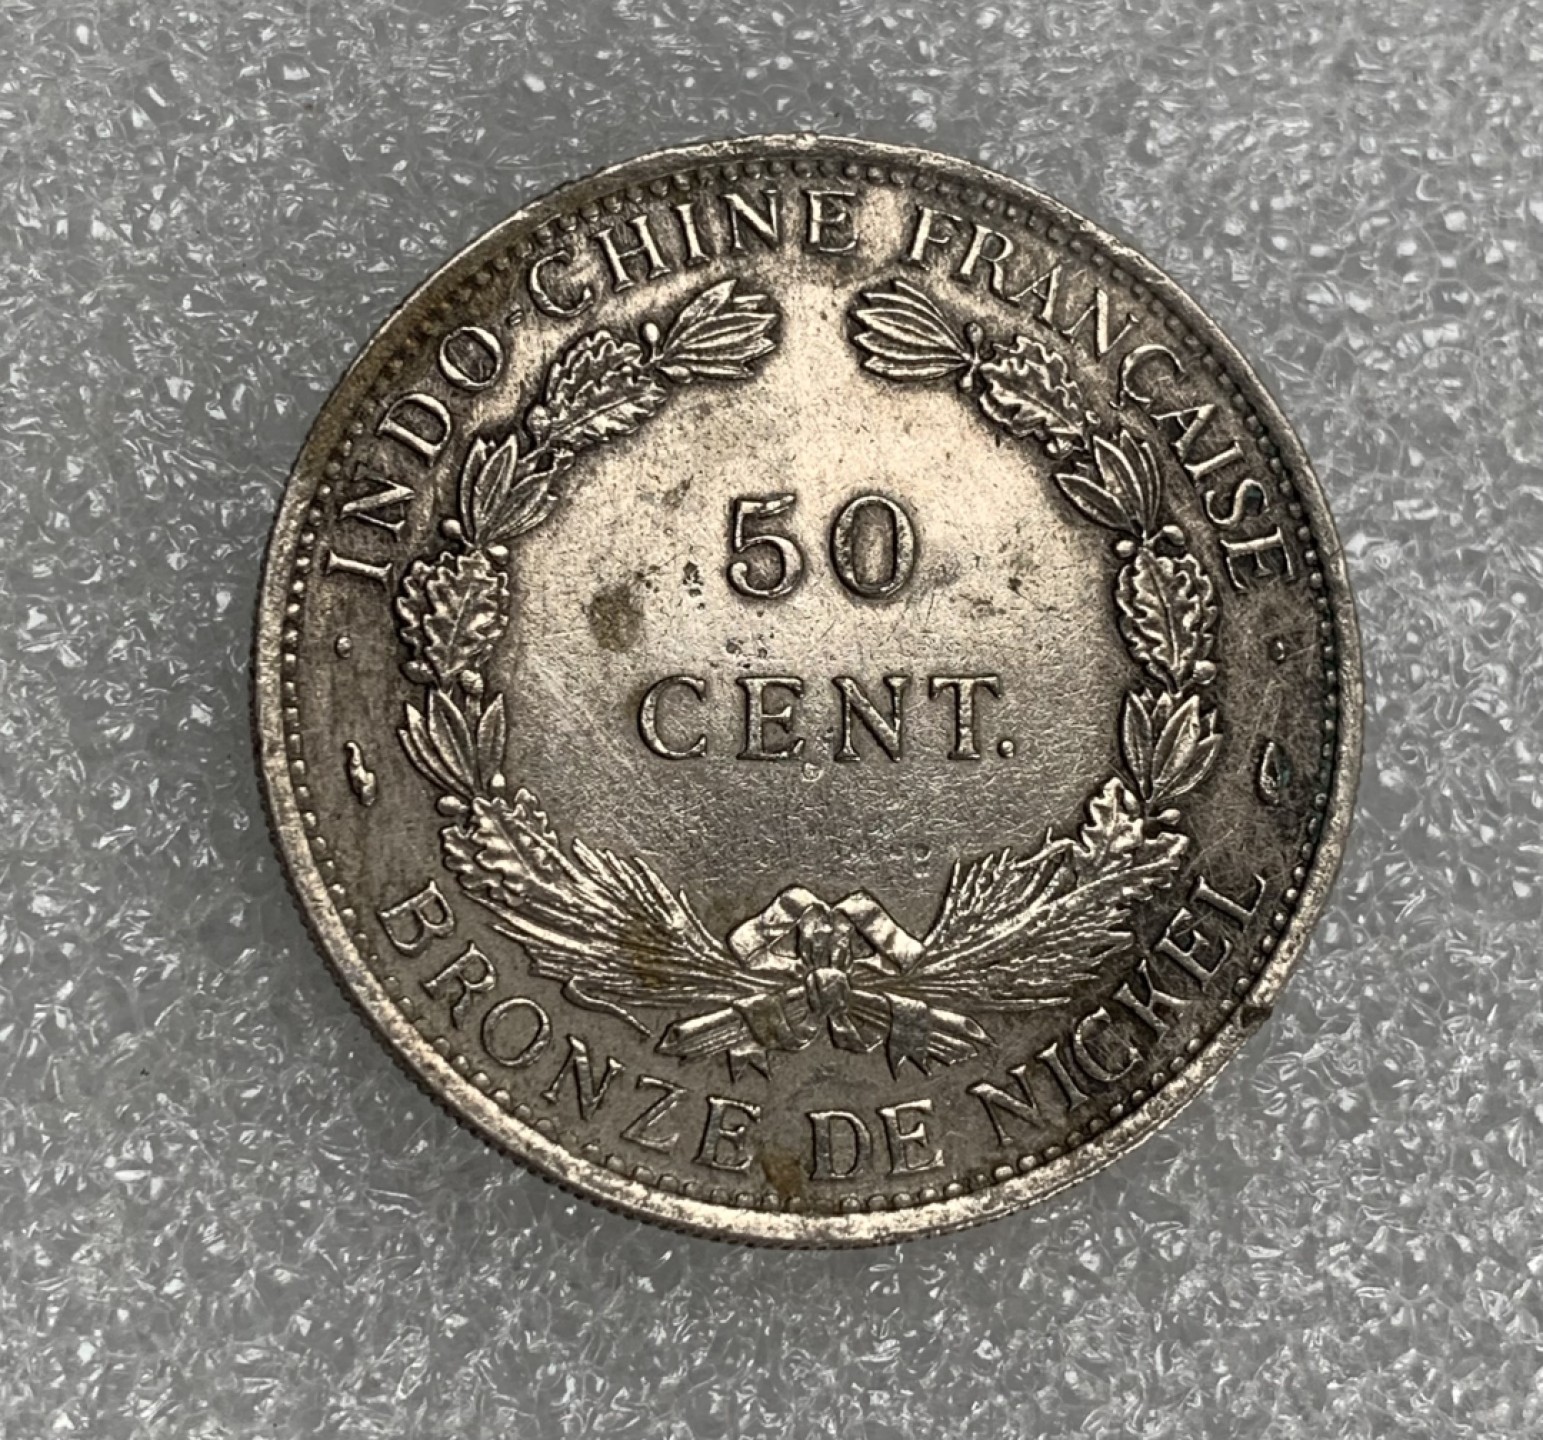 INDO-CHINE FRANÇAISE
50
CENT.
BRONZE DE NICKEL